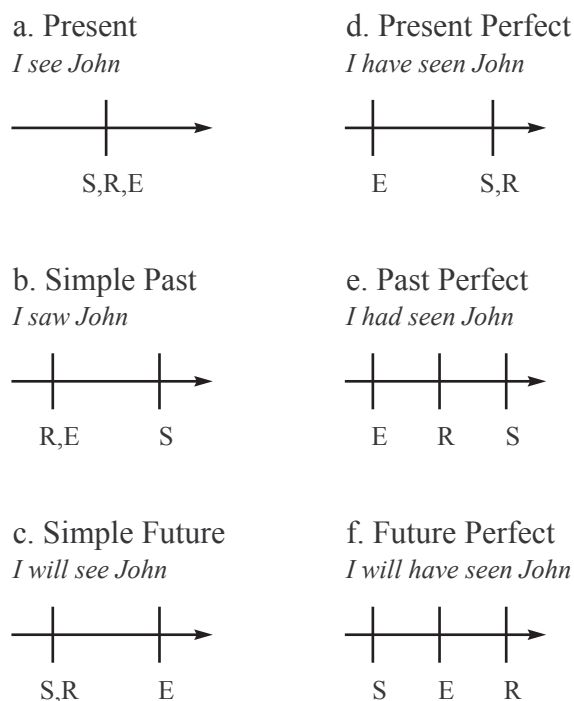 a. Present
I see John
S,R,E
b. Simple Past
I saw John
R,E S
c. Simple Future
I will see John
S,R E
d. Present Perfect
I have seen John
E S,R
e. Past Perfect
I had seen John
E R S
f. Future Perfect
I will have seen John
S E R